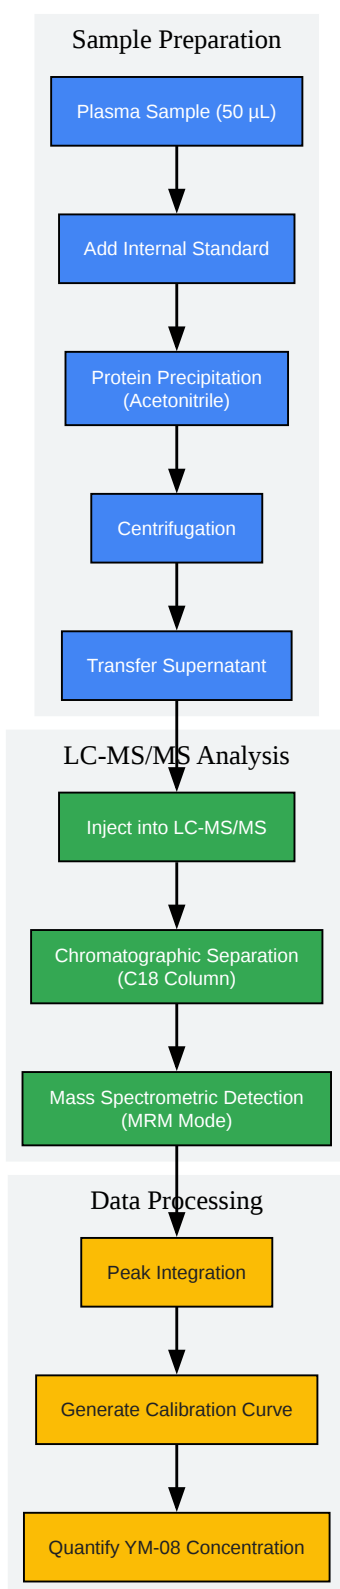 Sample Preparation
Plasma Sample (50 µL)
Add Internal Standard
Protein Precipitation
(Acetonitrile)
Centrifugation
Transfer Supernatant
LC-MS/MS Analysis
Inject into LC-MS/MS
Chromatographic Separation
(C18 Column)
Mass Spectrometric Detection
(MRM Mode)
Data Processing
Peak Integration
Generate Calibration Curve
Quantify YM-08 Concentration